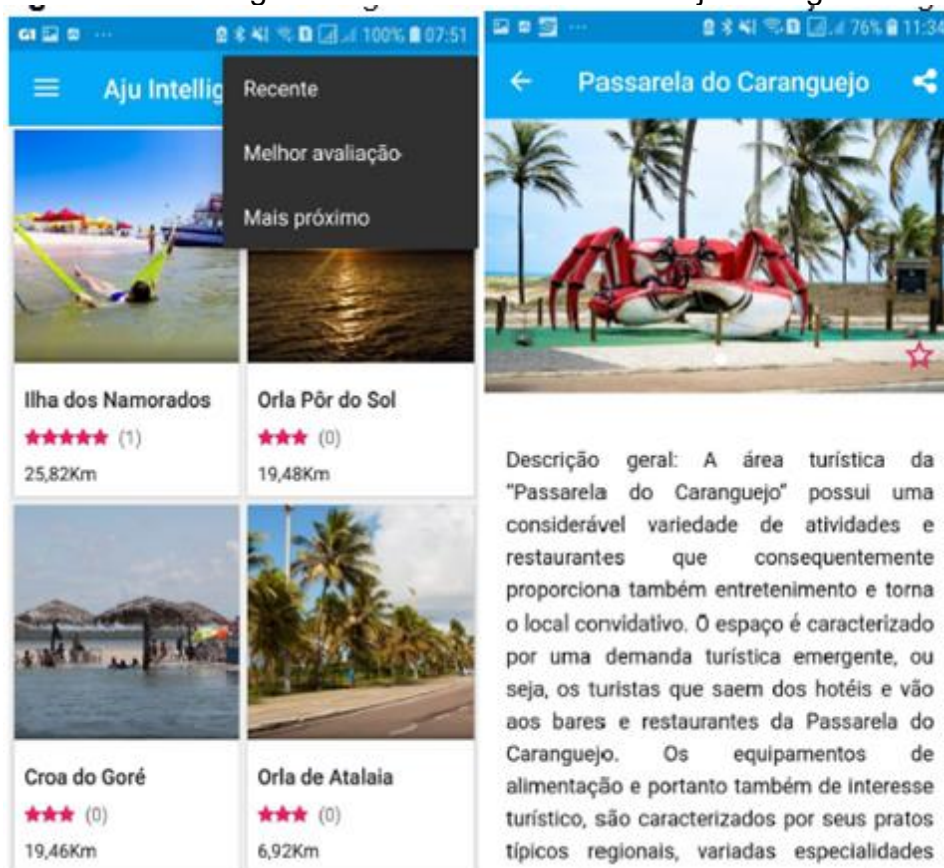 G1 ... 100% 07:51
Aju Intellig
Recente
Melhor avaliação
Mais próximo
Ilha dos Namorados
(1)
25,82Km
Orla Pôr do Sol
(0)
19,48Km
Croa do Goré
(0)
19,46Km
Orla de Atalaia
(0)
6,92Km
... 76% 11:34
Passarela do Caranguejo
Descrição geral: A área turística da
"Passarela do Caranguejo" possui uma
considerável variedade de atividades e
restaurantes que consequentemente
proporciona também entretenimento e torna
o local convidativo. O espaço é caracterizado
por uma demanda turística emergente, ou
seja, os turistas que saem dos hotéis e vão
aos bares e restaurantes da Passarela do
Caranguejo. Os equipamentos de
alimentação e portanto também de interesse
turístico, são caracterizados por seus pratos
típicos regionais, variadas especialidades